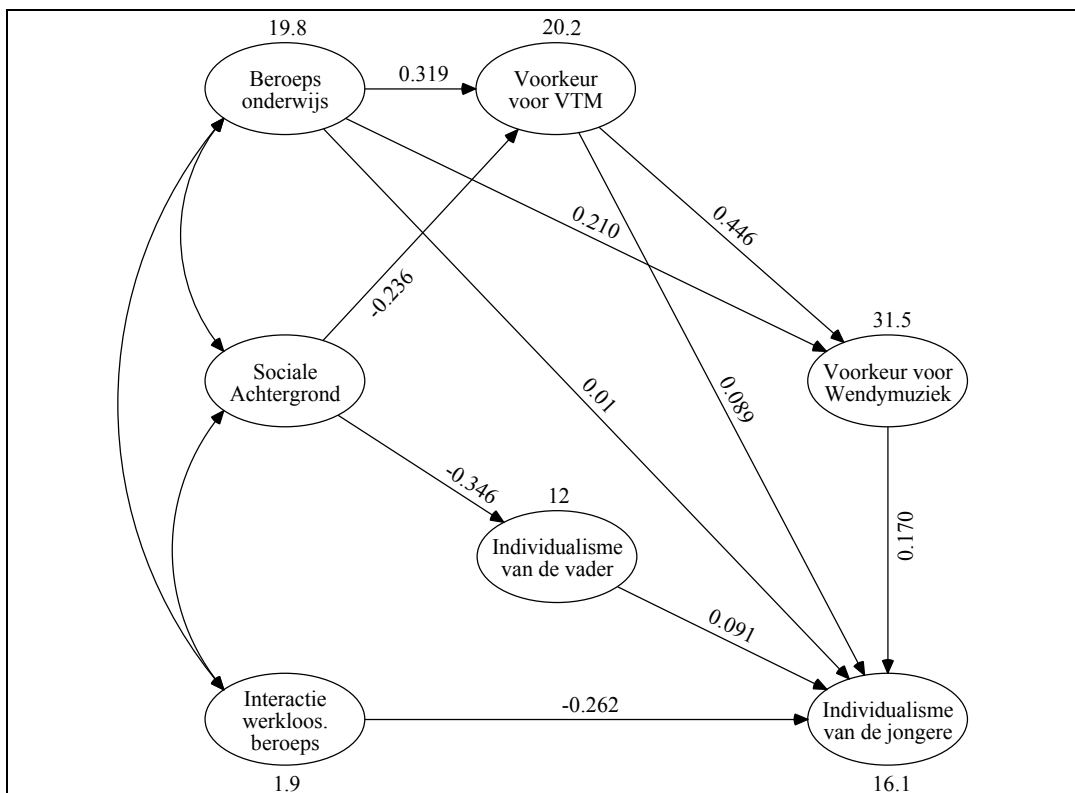 19.8
20.2
Beroeps
onderwijs
0.319
Voorkeur
voor VTM
0.210
0.446
-0.236
31.5
Sociale
Achtergrond
Voorkeur voor
Wendymuziek
0.01
0.089
-0.346
12
Individualisme
van de vader
0.170
0.091
Interactie
werkloos.
beroeps
-0.262
Individualisme
van de jongere
1.9
16.1